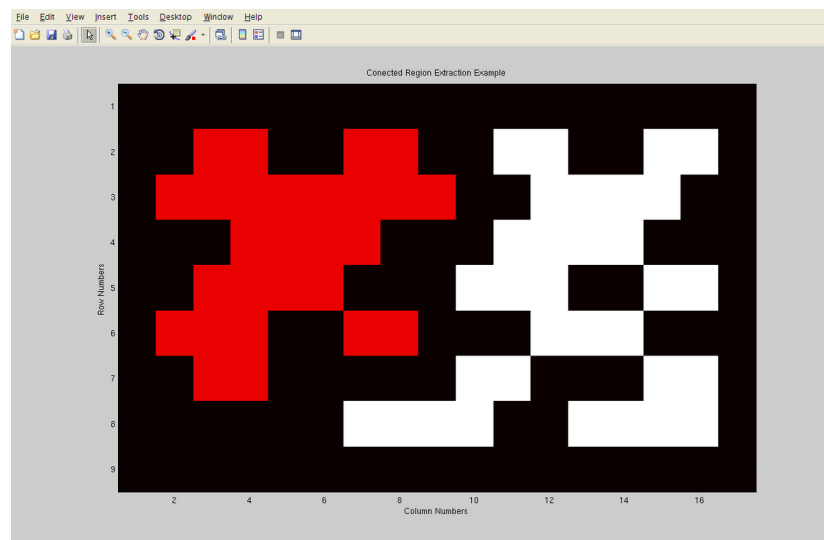 File Edit View Insert Tools Desktop Window Help
Conected Region Extraction Example
1
2
3
4
5
6
7
8
9
Row Numbers
2 4 6 8 10 12 14 16
Column Numbers